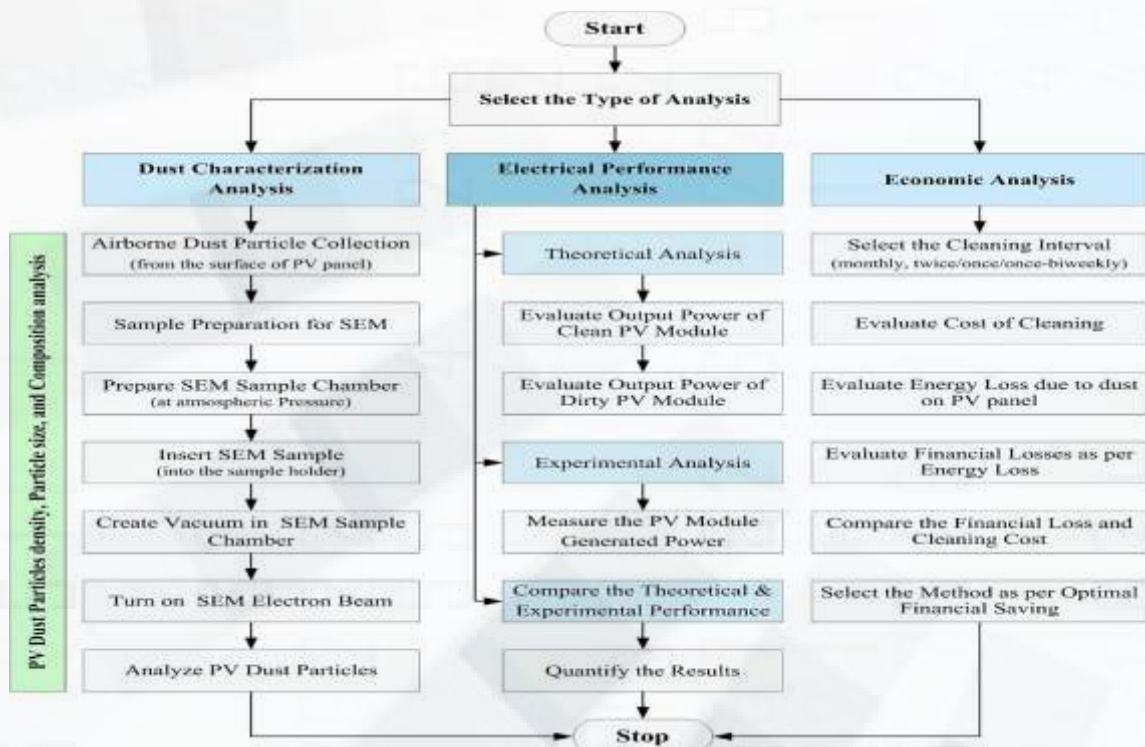 Start
Select the Type of Analysis
Dust Characterization
Analysis
Airborne Dust Particle Collection
(from the surface of PV panel)
Sample Preparation for SEM
Prepare SEM Sample Chamber
(at atmospheric Pressure)
Insert SEM Sample
(into the sample holder)
Create Vacuum in SEM Sample
Chamber
Turn on SEM Electron Beam
Analyze PV Dust Particles
PV Dust Particles density, Particle size, and Composition analysis
Electrical Performance
Analysis
Theoretical Analysis
Evaluate Output Power of
Clean PV Module
Evaluate Output Power of
Dirty PV Module
Experimental Analysis
Measure the PV Module
Generated Power
Compare the Theoretical &
Experimental Performance
Quantify the Results
Economic Analysis
Select the Cleaning Interval
(monthly, twice/once/once-biweekly)
Evaluate Cost of Cleaning
Evaluate Energy Loss due to dust
on PV panel
Evaluate Financial Losses as per
Energy Loss
Compare the Financial Loss and
Cleaning Cost
Select the Method as per Optimal
Financial Saving
Stop